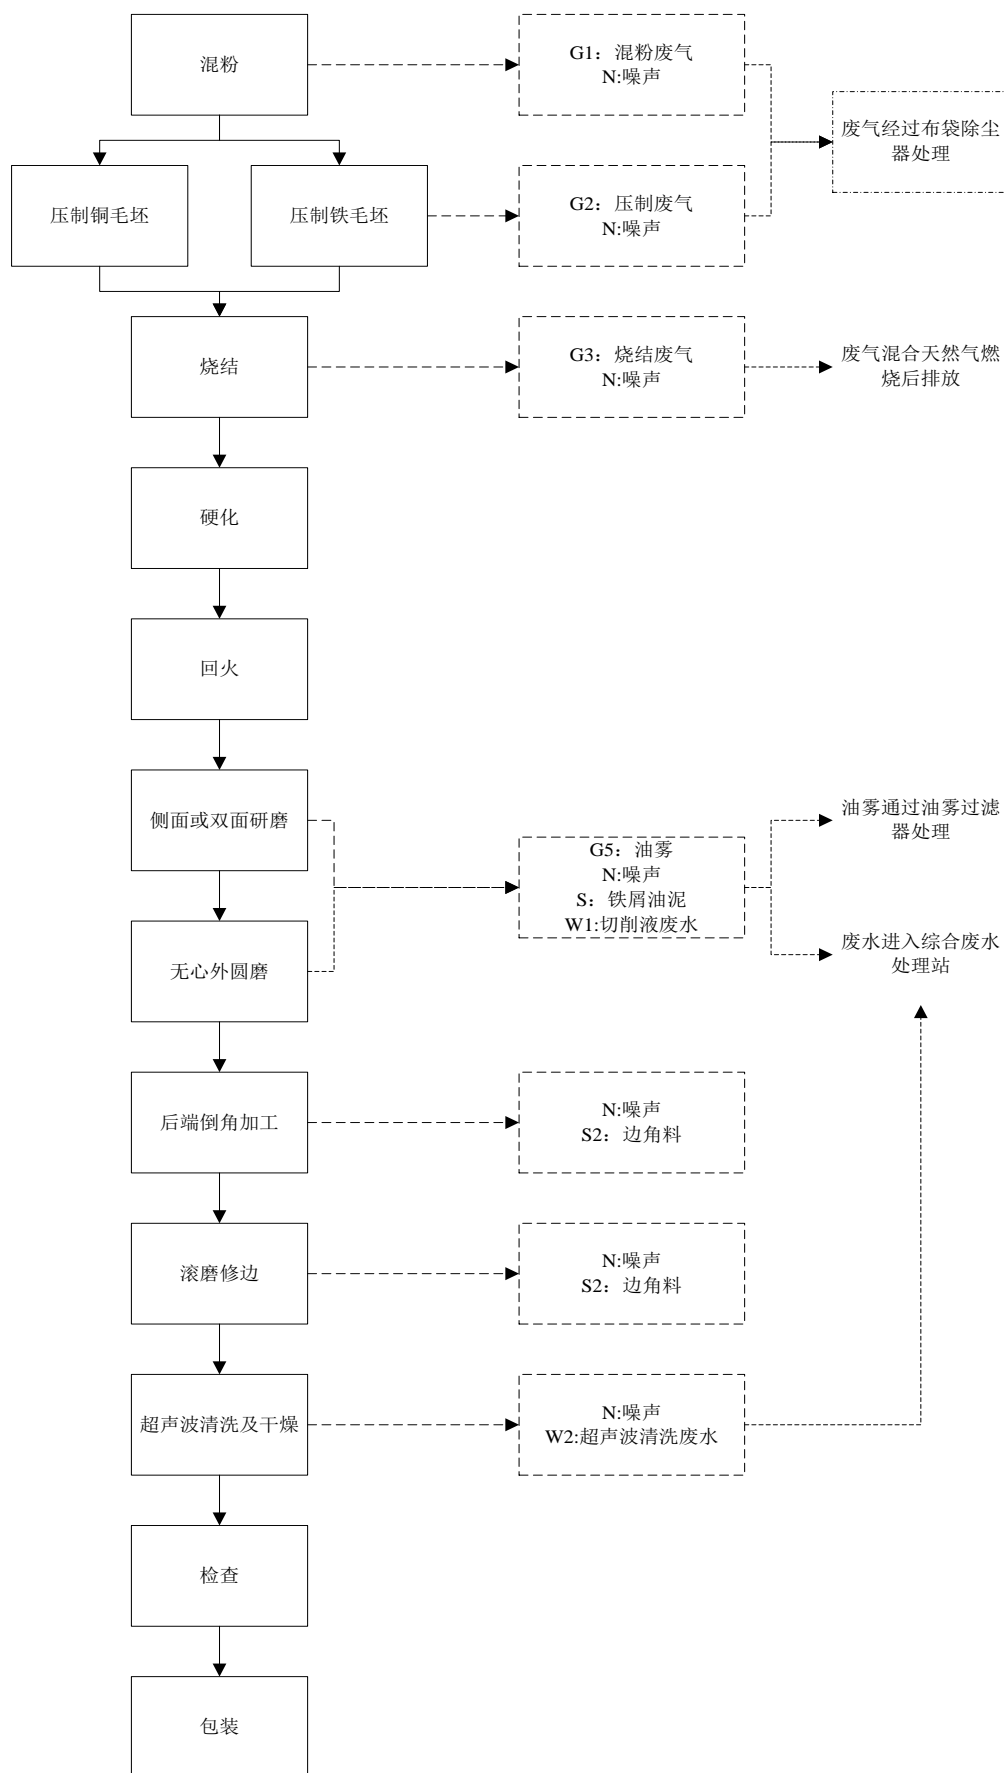 混粉
G1：混粉废气
N:噪声
废气经过布袋除尘
器处理
压制铜毛坯
压制铁毛坯
G2：压制废气
N:噪声
烧结
G3：烧结废气
N:噪声
废气混合天然气燃
烧后排放
硬化
回火
侧面或双面研磨
油雾通过油雾过滤
器处理
G5：油雾
N:噪声
S：铁屑油泥
W1:切削液废水
无心外圆磨
废水进入综合废水
处理站
后端倒角加工
N:噪声
S2：边角料
滚磨修边
N:噪声
S2：边角料
超声波清洗及干燥
N:噪声
W2:超声波清洗废水
检查
包装